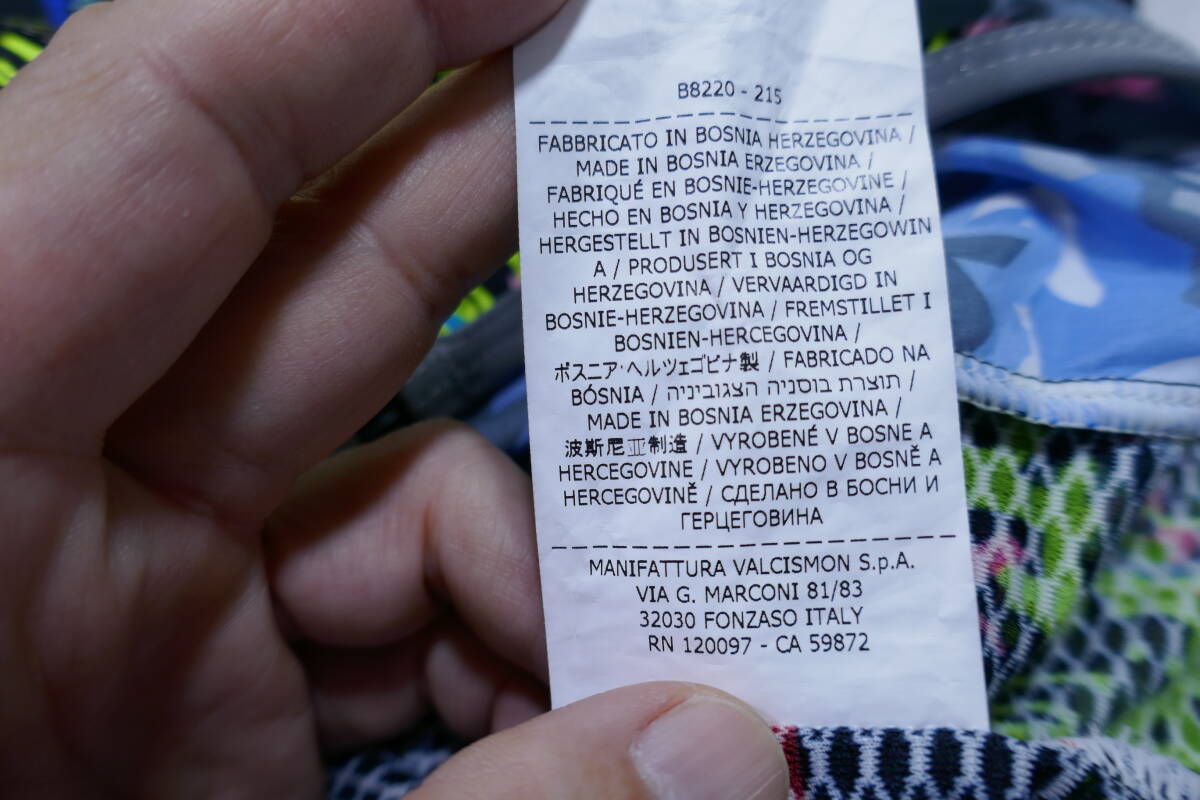 B8220 - 215
FABBRICATO IN BOSNIA HERZEGOVINA /
MADE IN BOSNIA ERZEGOVINA /
FABRIQUÉ EN BOSNIE-HERZEGOVINE /
HECHO EN BOSNIA Y HERZEGOVINA /
HERGESTELLT IN BOSNIEN-HERZEGOWIN
A / PRODUSERT I BOSNIA OG
HERZEGOVINA / VERVAARDIGD IN
BOSNIE-HERZEGOVINA / FREMSTILLET I
BOSNIEN-HERCEGOVINA /
ボスニア･ヘルツェゴビナ製 / FABRICADO NA
BÓSNIA / תוצרת בוסניה הצגובינייה /
MADE IN BOSNIA ERZEGOVINA /
波斯尼亚制造 / VYROBENÉ V BOSNE A
HERCEGOVINE / VYROBENO V BOSNĚ A
HERCEGOVINĚ / СДЕЛАНО В БОСНИ И
ГЕРЦЕГОВИНА
MANIFATTURA VALCISMON S.p.A.
VIA G. MARCONI 81/83
32030 FONZASO ITALY
RN 120097 - CA 59872